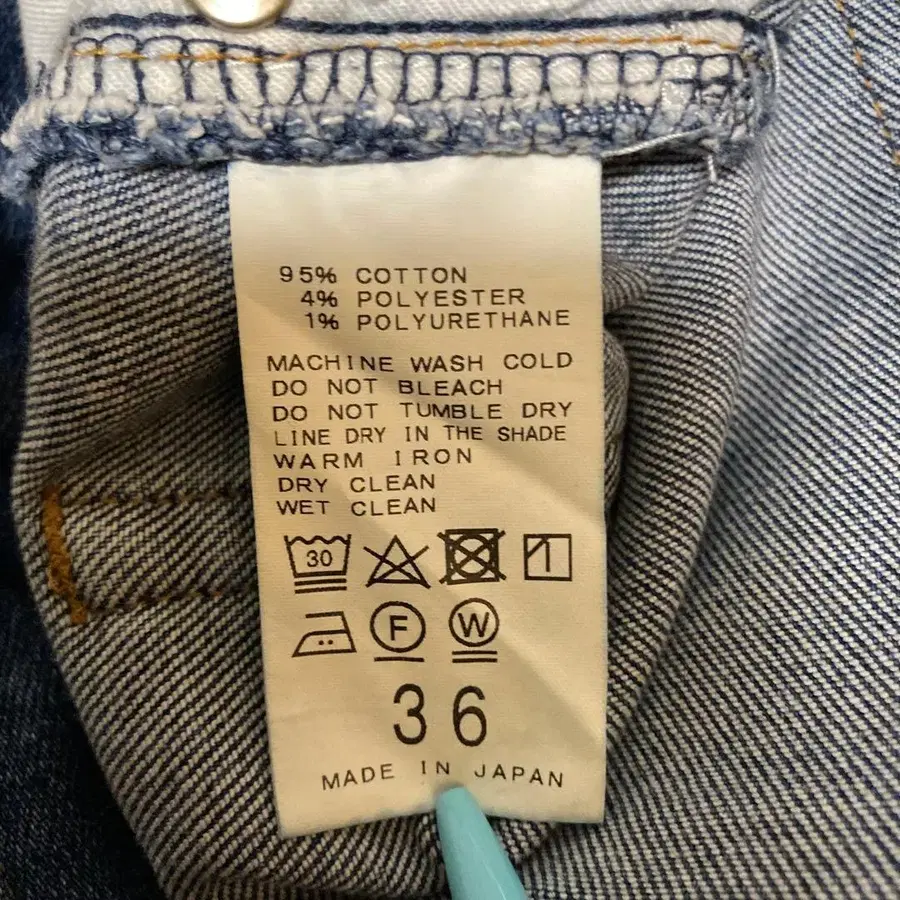 95% COTTON
4% POLYESTER
1% POLYURETHANE
MACHINE WASH COLD
DO NOT BLEACH
DO NOT TUMBLE DRY
LINE DRY IN THE SHADE
WARM IRON
DRY CLEAN
WET CLEAN
30
F W
36
MADE IN JAPAN